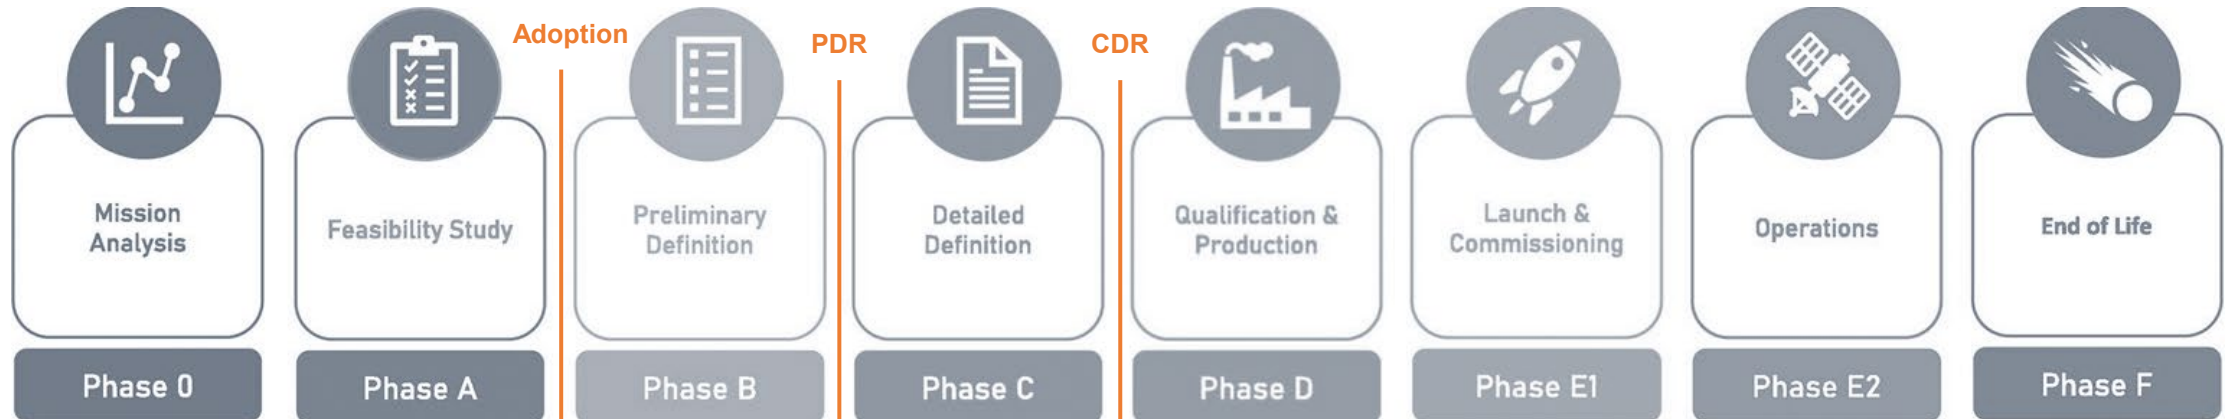 Adoption
PDR
CDR
Mission
Analysis
Feasibility Study
Preliminary
Definition
Detailed
Definition
Qualification &
Production
Launch &
Commissioning
Operations
End of Life
Phase 0
Phase A
Phase B
Phase C
Phase D
Phase E1
Phase E2
Phase F